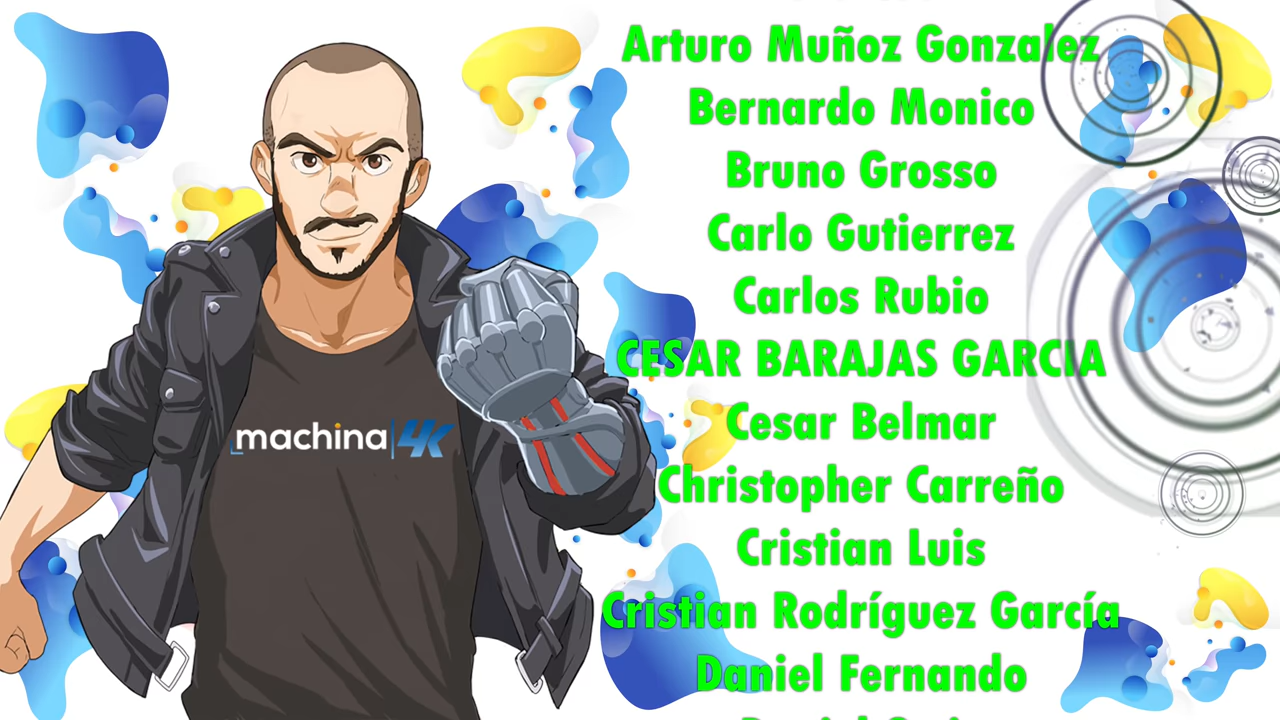 machina 4K
Arturo Muñoz Gonzalez
Bernardo Monico
Bruno Grosso
Carlo Gutierrez
Carlos Rubio
CESAR BARAJAS GARCIA
Cesar Belmar
Christopher Carreño
Cristian Luis
Cristian Rodríguez García
Daniel Fernando